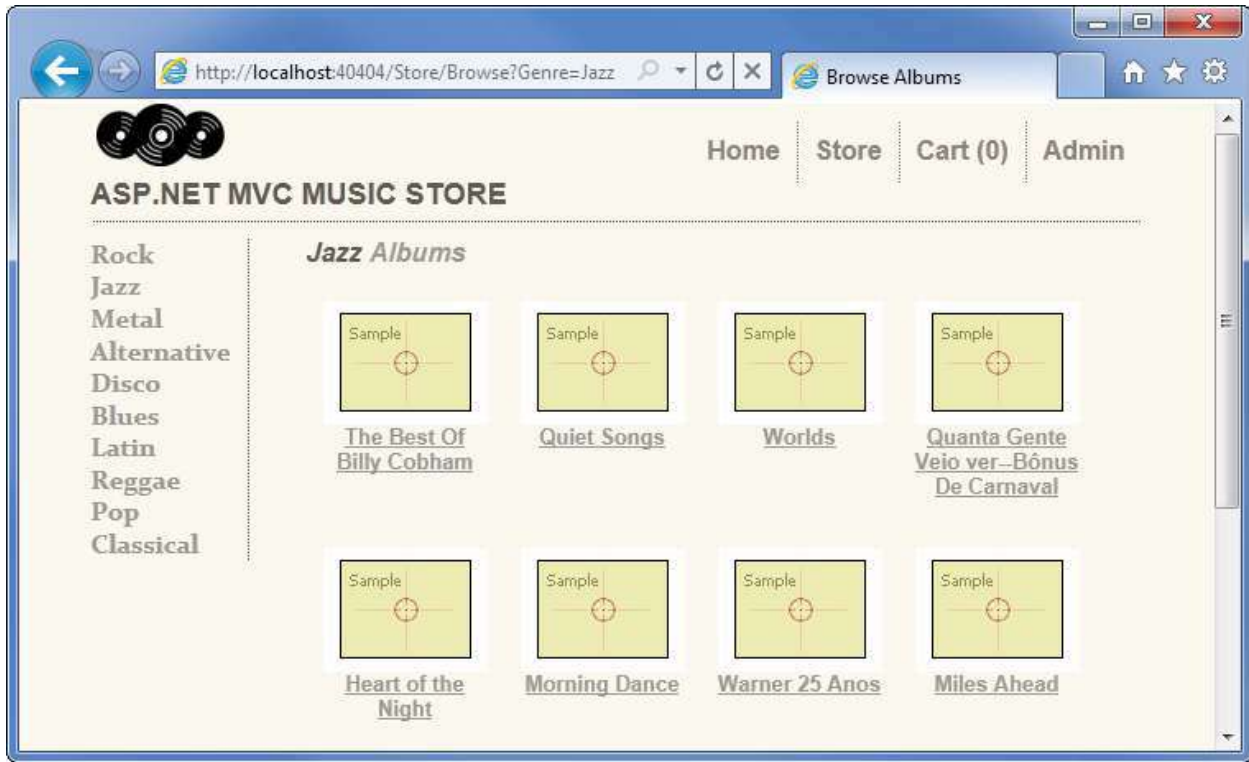 http://localhost:40404/Store/Browse?Genre=Jazz
Browse Albums
Home
Store
Cart (0)
Admin
ASP.NET MVC MUSIC STORE
Rock
Jazz
Metal
Alternative
Disco
Blues
Latin
Reggae
Pop
Classical
Jazz Albums
Sample
Sample
Sample
Sample
The Best Of
Billy Cobham
Quiet Songs
Worlds
Quanta Gente
Veio ver--Bônus
De Carnaval
Sample
Sample
Sample
Sample
Heart of the
Night
Morning Dance
Warner 25 Anos
Miles Ahead